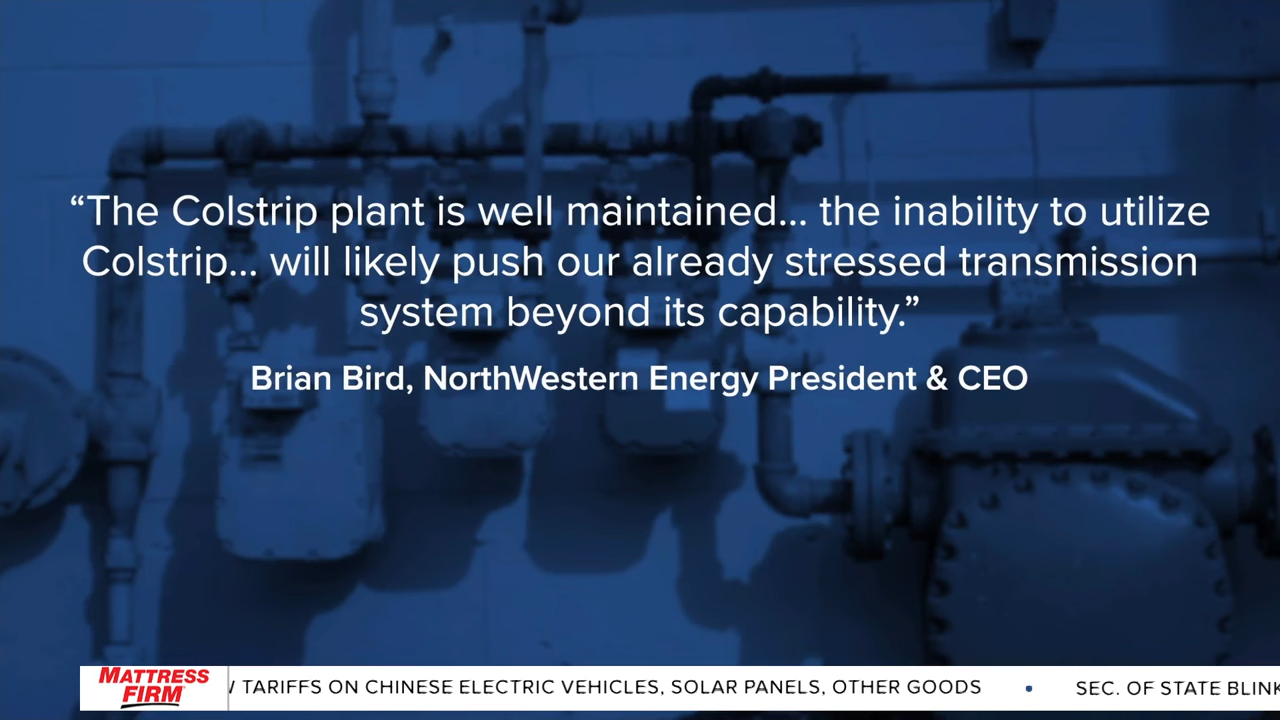 “The Colstrip plant is well maintained... the inability to utilize
Colstrip... will likely push our already stressed transmission
system beyond its capability.”
Brian Bird, NorthWestern Energy President & CEO
MATTRESS
FIRM
TARIFFS ON CHINESE ELECTRIC VEHICLES, SOLAR PANELS, OTHER GOODS • SEC. OF STATE